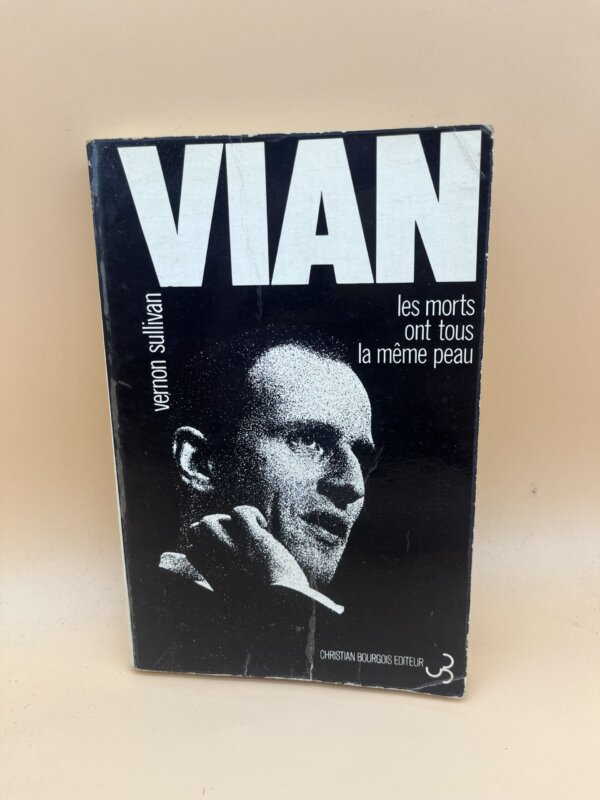 VIAN
vernon sullivan
les morts
ont tous
la même peau
CHRISTIAN BOURGOIS EDITEUR